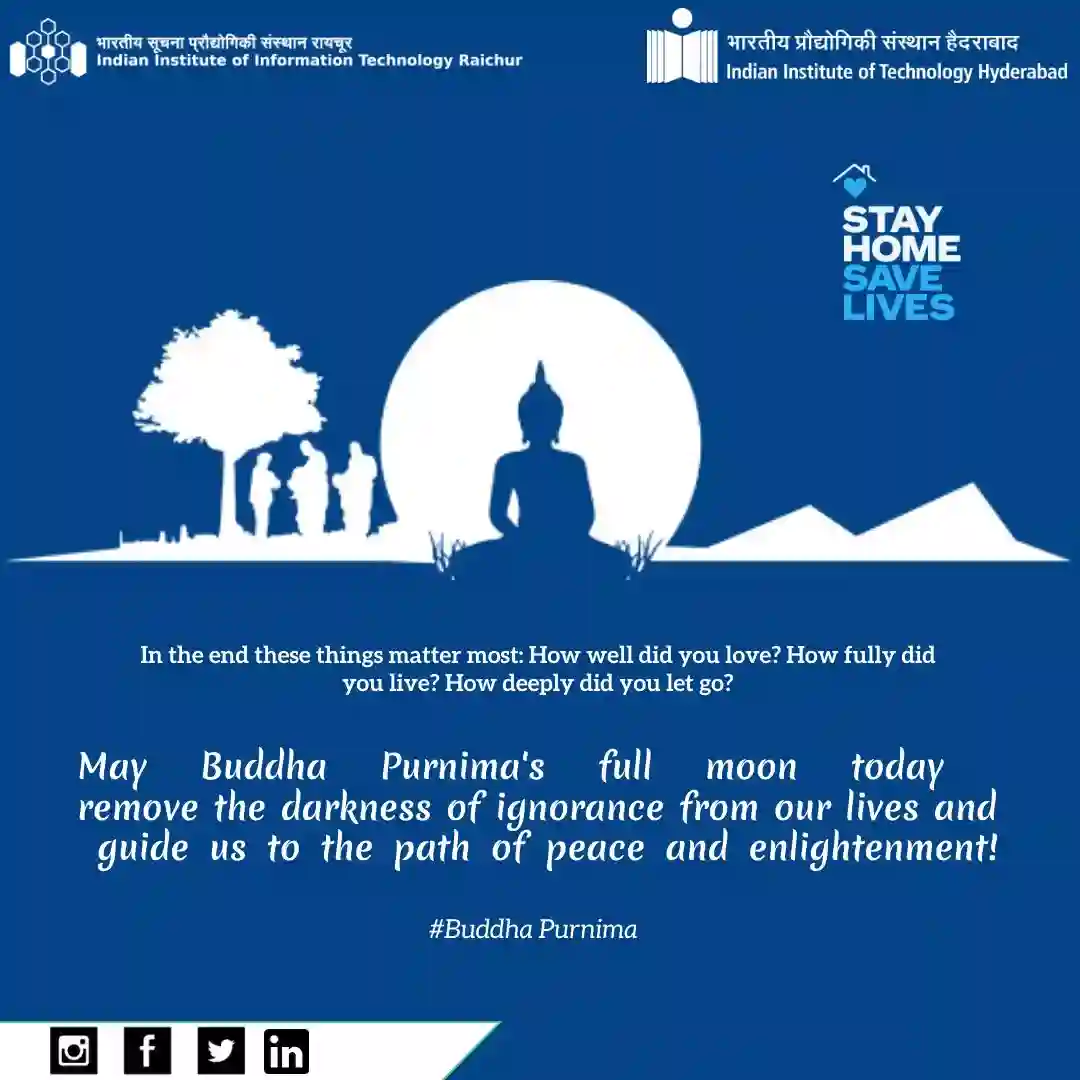 भारतीय सूचना प्रौद्योगिकी संस्थान रायचूर
Indian Institute of Information Technology Raichur
भारतीय प्रौद्योगिकी संस्थान हैदराबाद
Indian Institute of Technology Hyderabad
STAY
HOME
SAVE
LIVES
In the end these things matter most: How well did you love? How fully did
you live? How deeply did you let go?
May Buddha Purnima's full moon today
remove the darkness of ignorance from our lives and
guide us to the path of peace and enlightenment!
#Buddha Purnima